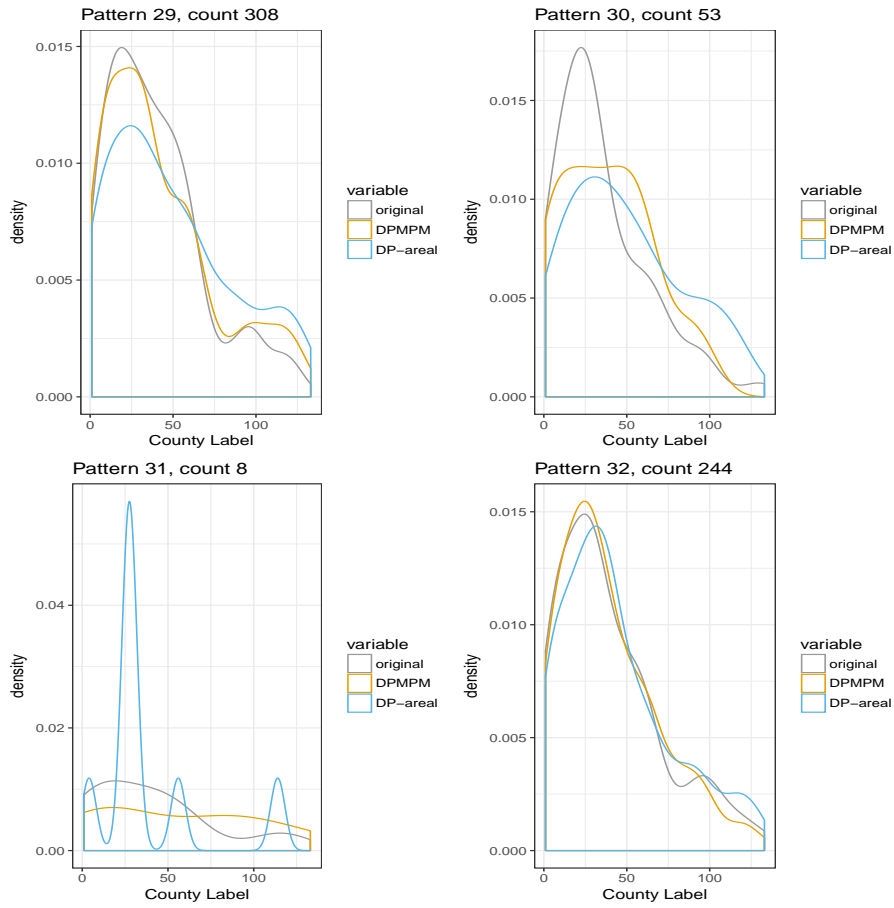 Pattern 29, count 308
0.015
0.010
0.005
0.000
density
0
50
100
County Label
variable
original
DPMPM
DP−areal
Pattern 30, count 53
0.015
0.010
0.005
0.000
density
0
50
100
County Label
variable
original
DPMPM
DP−areal
Pattern 31, count 8
0.04
0.02
0.00
density
0
50
100
County Label
variable
original
DPMPM
DP−areal
Pattern 32, count 244
0.015
0.010
0.005
0.000
density
0
50
100
County Label
variable
original
DPMPM
DP−areal